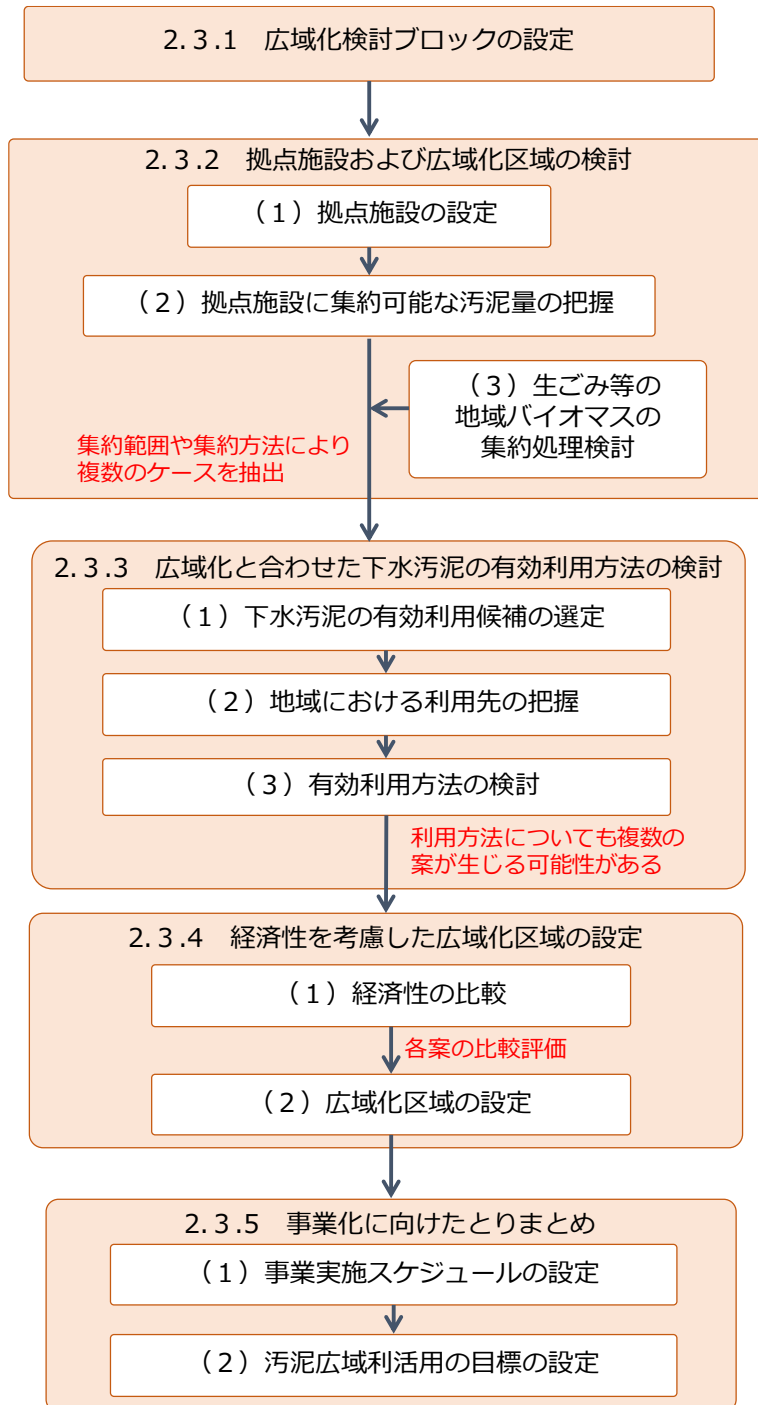 2.3.1 広域化検討ブロックの設定
2.3.2 拠点施設および広域化区域の検討
（１）拠点施設の設定
（２）拠点施設に集約可能な汚泥量の把握
（３）生ごみ等の
地域バイオマスの
集約処理検討
集約範囲や集約方法により
複数のケースを抽出
2.3.3 広域化と合わせた下水汚泥の有効利用方法の検討
（１）下水汚泥の有効利用候補の選定
（２）地域における利用先の把握
（３）有効利用方法の検討
利用方法についても複数の
案が生じる可能性がある
2.3.4 経済性を考慮した広域化区域の設定
（１）経済性の比較
各案の比較評価
（２）広域化区域の設定
2.3.5 事業化に向けたとりまとめ
（１）事業実施スケジュールの設定
（２）汚泥広域利活用の目標の設定